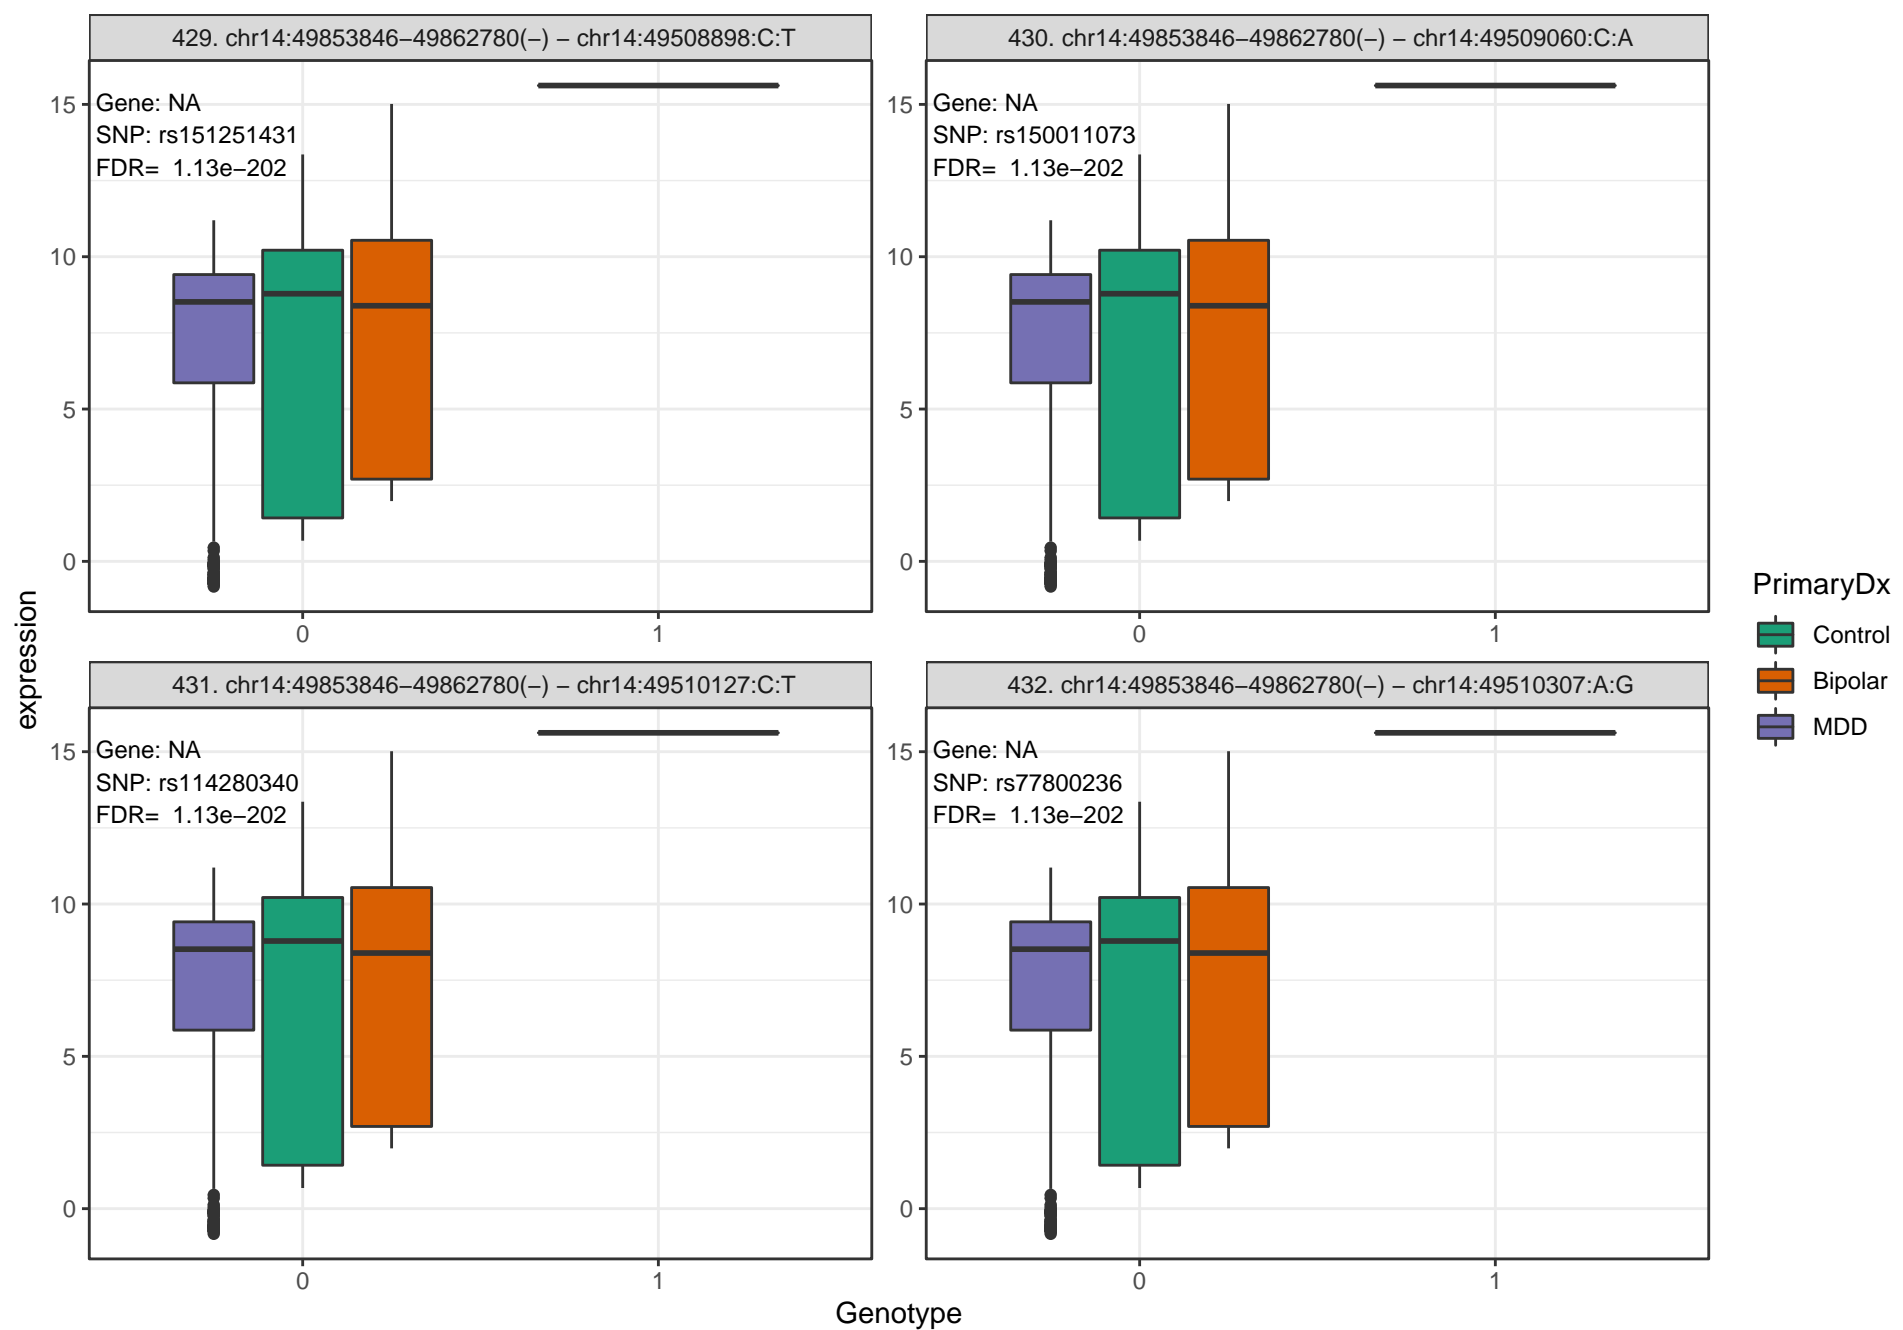 429. chr14:49853846−49862780(−) − chr14:49508898:C:T
Gene: NA
SNP: rs151251431
FDR= 1.13e−202
15
10
5
0
0 1
430. chr14:49853846−49862780(−) − chr14:49509060:C:A
Gene: NA
SNP: rs150011073
FDR= 1.13e−202
15
10
5
0
0 1
431. chr14:49853846−49862780(−) − chr14:49510127:C:T
Gene: NA
SNP: rs114280340
FDR= 1.13e−202
15
10
5
0
0 1
432. chr14:49853846−49862780(−) − chr14:49510307:A:G
Gene: NA
SNP: rs77800236
FDR= 1.13e−202
15
10
5
0
0 1
expression
Genotype
PrimaryDx
Control
Bipolar
MDD